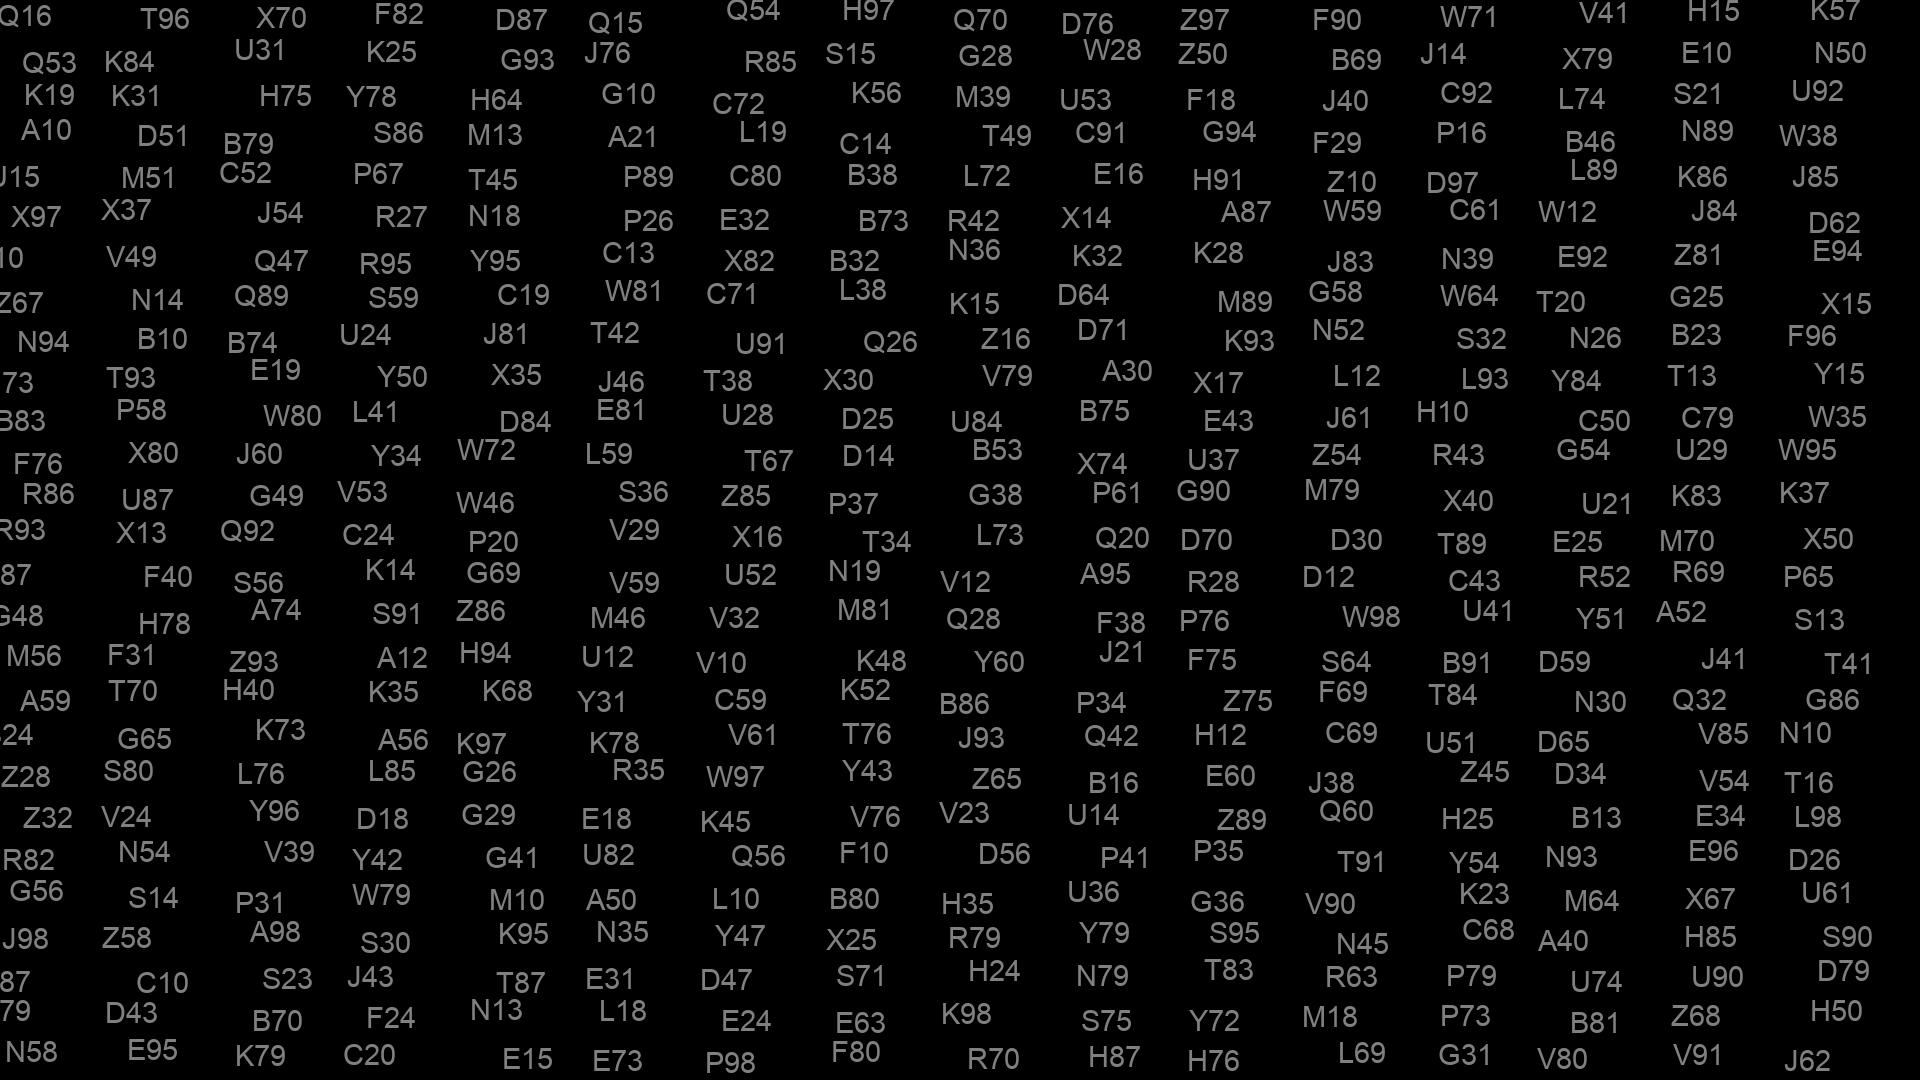 Q16 T96 X70 F82 D87 Q15 Q54 H97 Q70 D76 Z97 F90 W71 V41 H15 K57
Q53 K84 U31 K25 G93 J76 R85 S15 G28 W28 Z50 B69 J14 X79 E10 N50
K19 K31 H75 Y78 H64 G10 C72 K56 M39 U53 F18 J40 C92 L74 S21 U92
A10 D51 B79 S86 M13 A21 L19 C14 T49 C91 G94 F29 P16 B46 N89 W38
J15 M51 C52 P67 T45 P89 C80 B38 L72 E16 H91 Z10 D97 L89 K86 J85
X97 X37 J54 R27 N18 P26 E32 B73 R42 X14 A87 W59 C61 W12 J84 D62
10 V49 Q47 R95 Y95 C13 X82 B32 N36 K32 K28 J83 N39 E92 Z81 E94
Z67 N14 Q89 S59 C19 W81 C71 L38 K15 D64 M89 G58 W64 T20 G25 X15
N94 B10 B74 U24 J81 T42 U91 Q26 Z16 D71 K93 N52 S32 N26 B23 F96
73 T93 E19 Y50 X35 J46 T38 X30 V79 A30 X17 L12 L93 Y84 T13 Y15
B83 P58 W80 L41 D84 E81 U28 D25 U84 B75 E43 J61 H10 C50 C79 W35
F76 X80 J60 Y34 W72 L59 T67 D14 B53 X74 U37 Z54 R43 G54 U29 W95
R86 U87 G49 V53 W46 S36 Z85 P37 G38 P61 G90 M79 X40 U21 K83 K37
R93 X13 Q92 C24 P20 V29 X16 T34 L73 Q20 D70 D30 T89 E25 M70 X50
87 F40 S56 K14 G69 V59 U52 N19 V12 A95 R28 D12 C43 R52 R69 P65
G48 H78 A74 S91 Z86 M46 V32 M81 Q28 F38 P76 W98 U41 Y51 A52 S13
M56 F31 Z93 A12 H94 U12 V10 K48 Y60 J21 F75 S64 B91 D59 J41 T41
A59 T70 H40 K35 K68 Y31 C59 K52 B86 P34 Z75 F69 T84 N30 Q32 G86
24 G65 K73 A56 K97 K78 V61 T76 J93 Q42 H12 C69 U51 D65 V85 N10
Z28 S80 L76 L85 G26 R35 W97 Y43 Z65 B16 E60 J38 Z45 D34 V54 T16
Z32 V24 Y96 D18 G29 E18 K45 V76 V23 U14 Z89 Q60 H25 B13 E34 L98
R82 N54 V39 Y42 G41 U82 Q56 F10 D56 P41 P35 T91 Y54 N93 E96 D26
G56 S14 P31 W79 M10 A50 L10 B80 H35 U36 G36 V90 K23 M64 X67 U61
J98 Z58 A98 S30 K95 N35 Y47 X25 R79 Y79 S95 N45 C68 A40 H85 S90
87 C10 S23 J43 T87 E31 D47 S71 H24 N79 T83 R63 P79 U74 U90 D79
79 D43 B70 F24 N13 L18 E24 E63 K98 S75 Y72 M18 P73 B81 Z68 H50
N58 E95 K79 C20 E15 E73 P98 F80 R70 H87 H76 L69 G31 V80 V91 J62